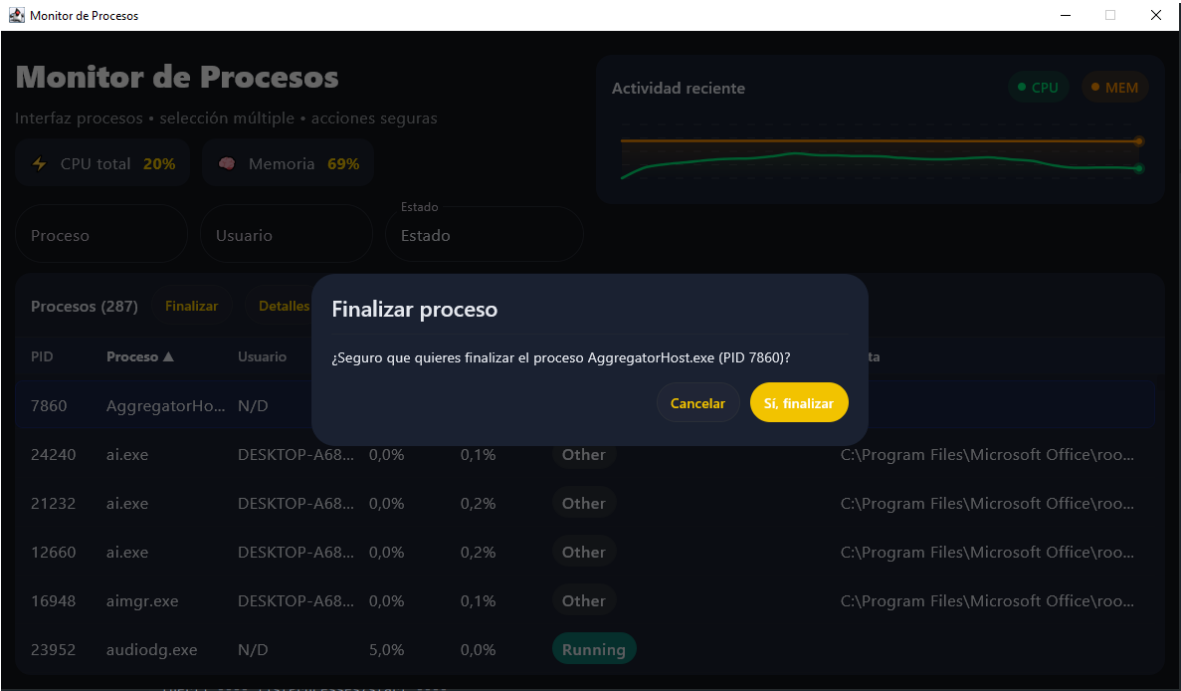 Monitor de Procesos
Monitor de Procesos
Interfaz procesos • selección múltiple • acciones seguras
CPU total 20%
Memoria 69%
Actividad reciente
CPU
MEM
Proceso
Usuario
Estado
Estado
Procesos (287)
Finalizar
Detalles
PID Proceso ▲ Usuario ta
Finalizar proceso
¿Seguro que quieres finalizar el proceso AggregatorHost.exe (PID 7860)?
Cancelar
Sí, finalizar
7860 AggregatorHo... N/D
24240 ai.exe DESKTOP-A68... 0,0% 0,1% Other C:\Program Files\Microsoft Office\roo...
21232 ai.exe DESKTOP-A68... 0,0% 0,2% Other C:\Program Files\Microsoft Office\roo...
12660 ai.exe DESKTOP-A68... 0,0% 0,2% Other C:\Program Files\Microsoft Office\roo...
16948 aimgr.exe DESKTOP-A68... 0,0% 0,1% Other C:\Program Files\Microsoft Office\roo...
23952 audiodg.exe N/D 5,0% 0,0% Running